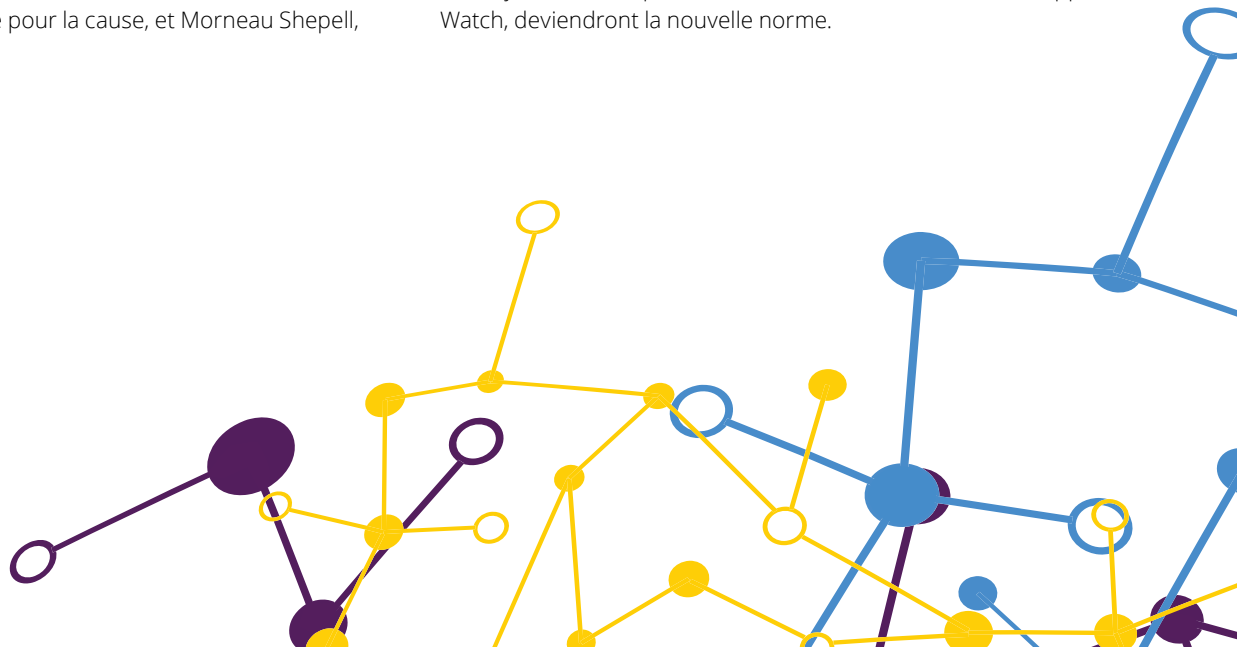 pour la cause, et Morneau Shepell,
Watch, deviendront la nouvelle norme.